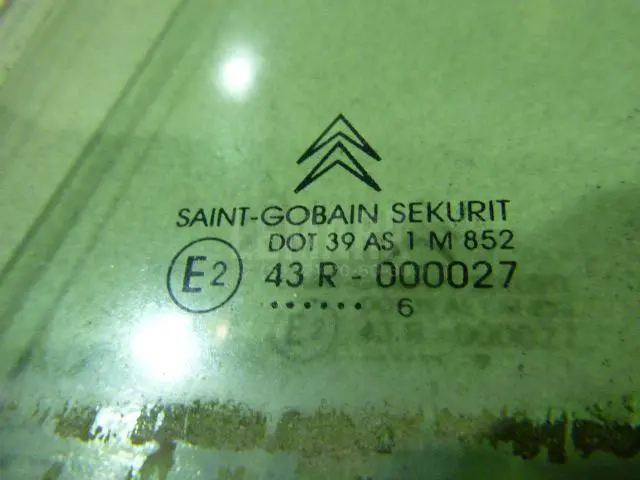 SAINT-GOBAIN SEKURIT
DOT 39 AS 1 M 852
E2 43 R - 000027
...... 6